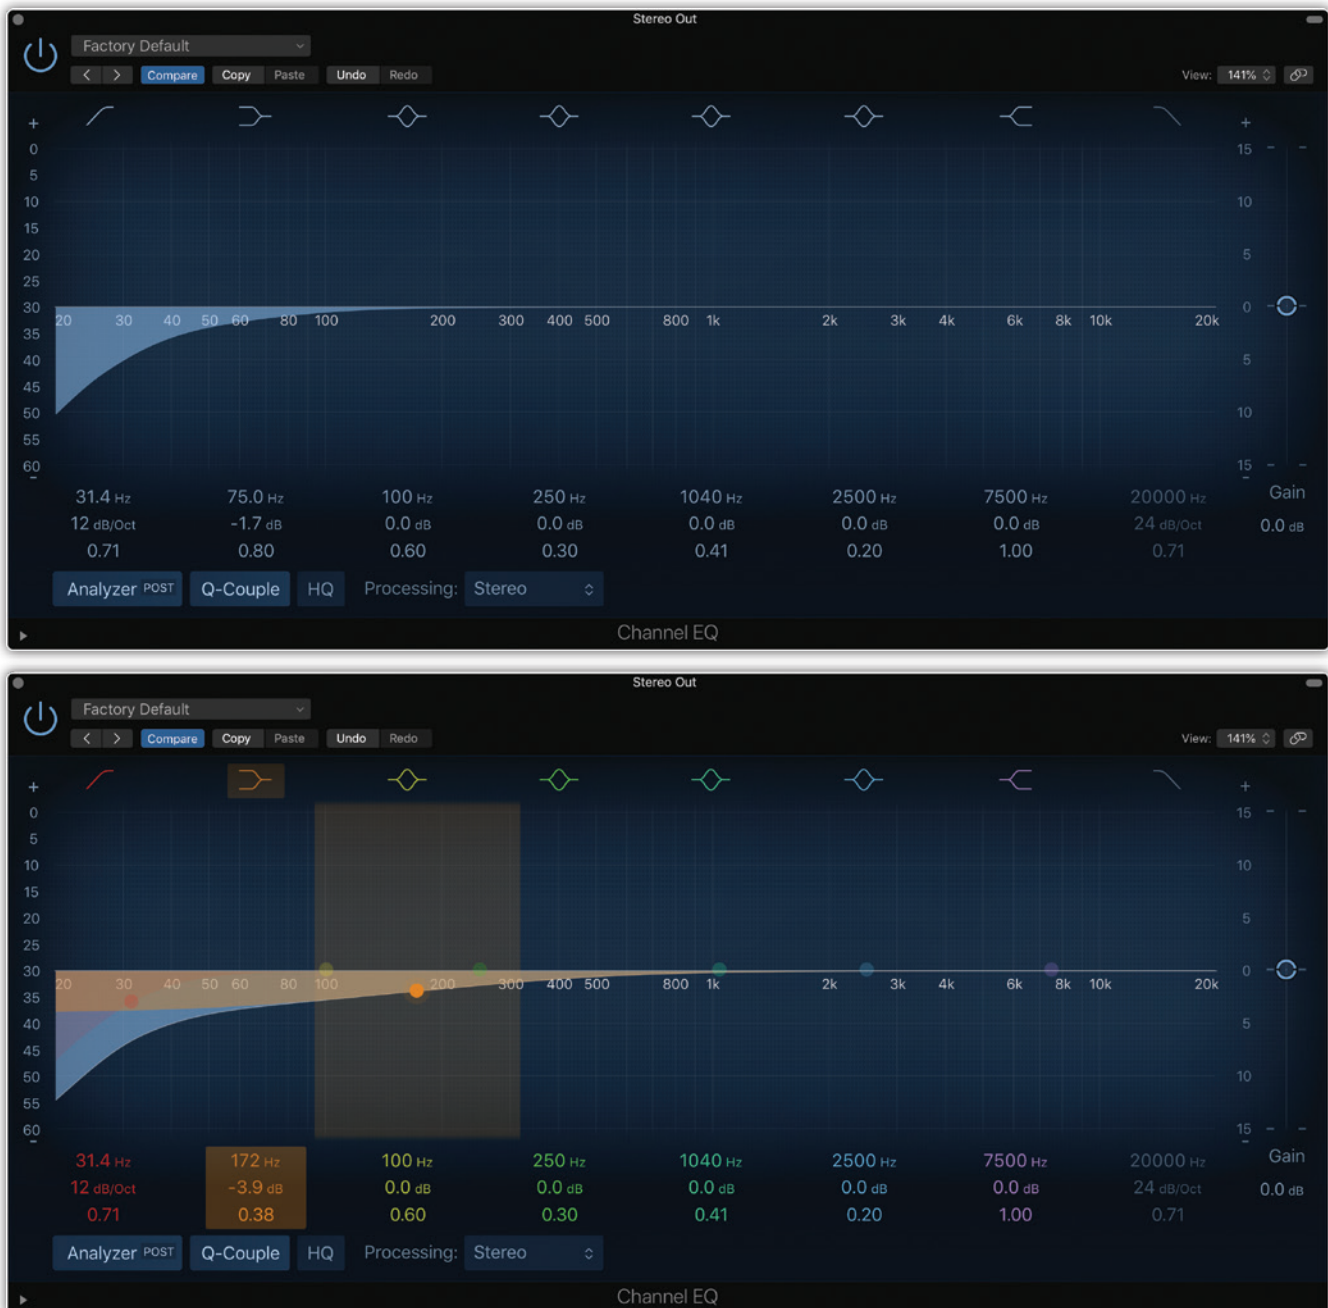 Stereo Out
Factory Default
Compare Copy Paste Undo Redo View: 141%
+ +
0 15
5
10 10
15
20 5
25
30 0
20 30 40 50 60 80 100 200 300 400 500 800 1k 2k 3k 4k 6k 8k 10k 20k
35
40 5
45
50 10
55
60 15
- -
31.4 Hz 75.0 Hz 100 Hz 250 Hz 1040 Hz 2500 Hz 7500 Hz 20000 Hz Gain
12 dB/Oct -1.7 dB 0.0 dB 0.0 dB 0.0 dB 0.0 dB 0.0 dB 24 dB/Oct 0.0 dB
0.71 0.80 0.60 0.30 0.41 0.20 1.00 0.71
Analyzer POST Q-Couple HQ Processing: Stereo
Channel EQ
Stereo Out
Factory Default
Compare Copy Paste Undo Redo View: 141%
+ +
0 15
5
10 10
15
20 5
25
30 0
20 30 40 50 60 80 100 200 300 400 500 800 1k 2k 3k 4k 6k 8k 10k 20k
35
40 5
45
50 10
55
60 15
- -
31.4 Hz 172 Hz 100 Hz 250 Hz 1040 Hz 2500 Hz 7500 Hz 20000 Hz Gain
12 dB/Oct -3.9 dB 0.0 dB 0.0 dB 0.0 dB 0.0 dB 0.0 dB 24 dB/Oct 0.0 dB
0.71 0.38 0.60 0.30 0.41 0.20 1.00 0.71
Analyzer POST Q-Couple HQ Processing: Stereo
Channel EQ